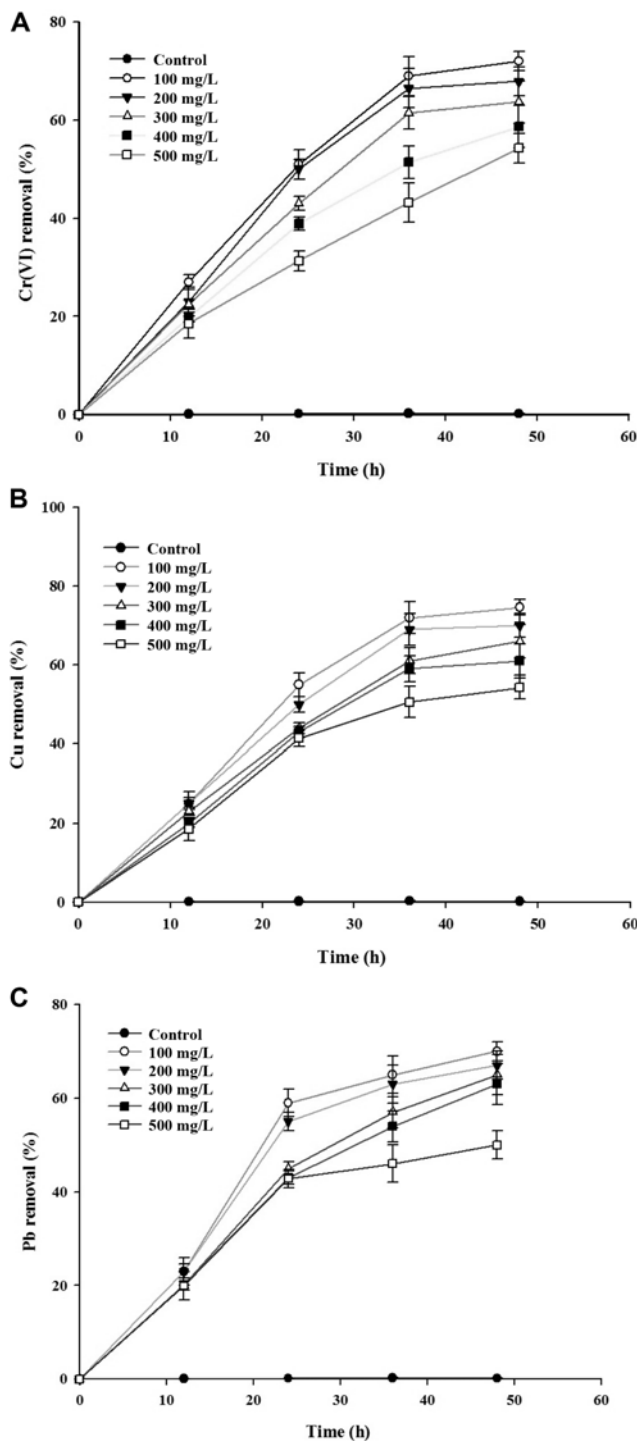 A
Control
100 mg/L
200 mg/L
300 mg/L
400 mg/L
500 mg/L
Cr(VI) removal (%)
80
60
40
20
0
0 10 20 30 40 50 60
Time (h)
B
Control
100 mg/L
200 mg/L
300 mg/L
400 mg/L
500 mg/L
Cu removal (%)
100
80
60
40
20
0
0 10 20 30 40 50 60
Time (h)
C
Control
100 mg/L
200 mg/L
300 mg/L
400 mg/L
500 mg/L
Pb removal (%)
80
60
40
20
0
0 10 20 30 40 50 60
Time (h)